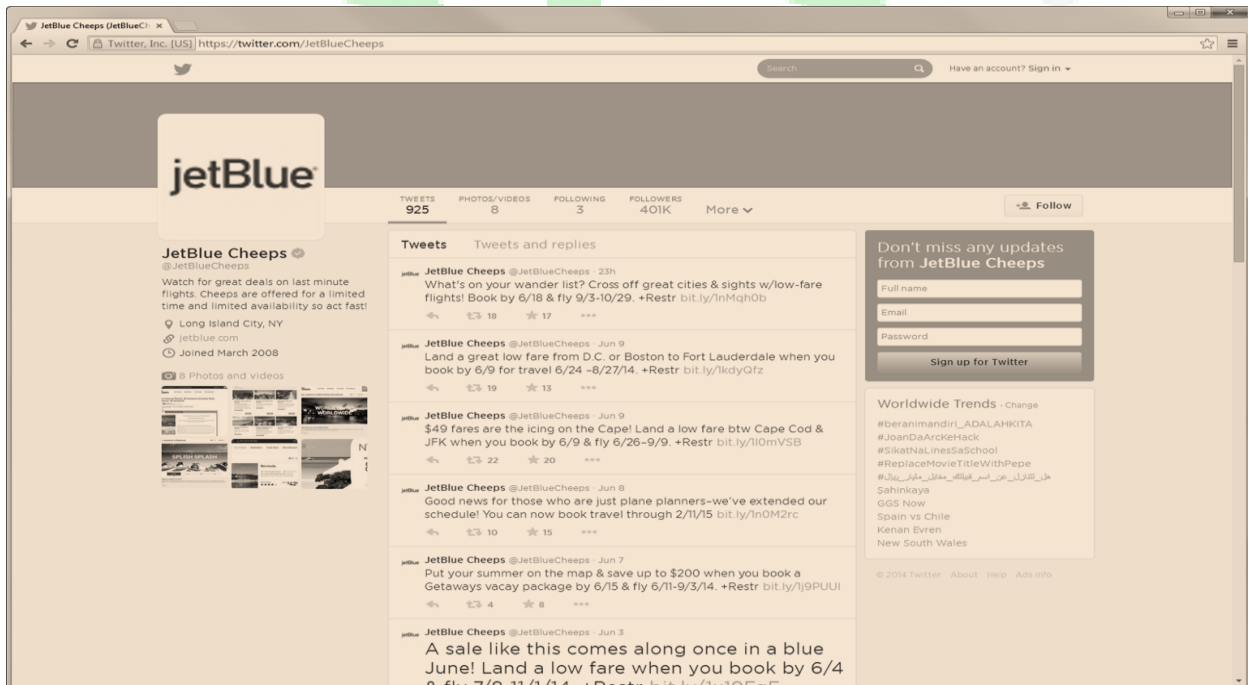 JetBlue Cheeps (JetBlueCh
Twitter, Inc. [US] https://twitter.com/JetBlueCheeps
Search
Have an account? Sign in
jetBlue
TWEETS
925
PHOTOS/VIDEOS
8
FOLLOWING
3
FOLLOWERS
401K
More
Follow
JetBlue Cheeps
@JetBlueCheeps
Watch for great deals on last minute
flights. Cheeps are offered for a limited
time and limited availability so act fast!
Long Island City, NY
jetblue.com
Joined March 2008
8 Photos and videos
Tweets Tweets and replies
JetBlue Cheeps @JetBlueCheeps · 23h
What's on your wander list? Cross off great cities & sights w/low-fare
flights! Book by 6/18 & fly 9/3-10/29. +Restr bit.ly/1nMqh0b
18 17
JetBlue Cheeps @JetBlueCheeps · Jun 9
Land a great low fare from D.C. or Boston to Fort Lauderdale when you
book by 6/9 for travel 6/24 –8/27/14. +Restr bit.ly/1kdyQfz
19 13
JetBlue Cheeps @JetBlueCheeps · Jun 9
$49 fares are the icing on the Cape! Land a low fare btw Cape Cod &
JFK when you book by 6/9 & fly 6/26–9/9. +Restr bit.ly/1l0mVSB
22 20
JetBlue Cheeps @JetBlueCheeps · Jun 8
Good news for those who are just plane planners–we've extended our
schedule! You can now book travel through 2/11/15 bit.ly/1n0M2rc
10 15
JetBlue Cheeps @JetBlueCheeps · Jun 7
Put your summer on the map & save up to $200 when you book a
Getaways vacay package by 6/15 & fly 6/11-9/3/14. +Restr bit.ly/1j9PUUI
4 8
JetBlue Cheeps @JetBlueCheeps · Jun 3
A sale like this comes along once in a blue
June! Land a low fare when you book by 6/4
Don't miss any updates
from JetBlue Cheeps
Full name
Email
Password
Sign up for Twitter
Worldwide Trends · Change
#beranimandiri_ADALAHKITA
#JoanDaArcKeHack
#SikatNaLinesSaSchool
#ReplaceMovieTitleWithPepe
Şahinkaya
GGS Now
Spain vs Chile
Kenan Evren
New South Wales
© 2014 Twitter About Help Ads info